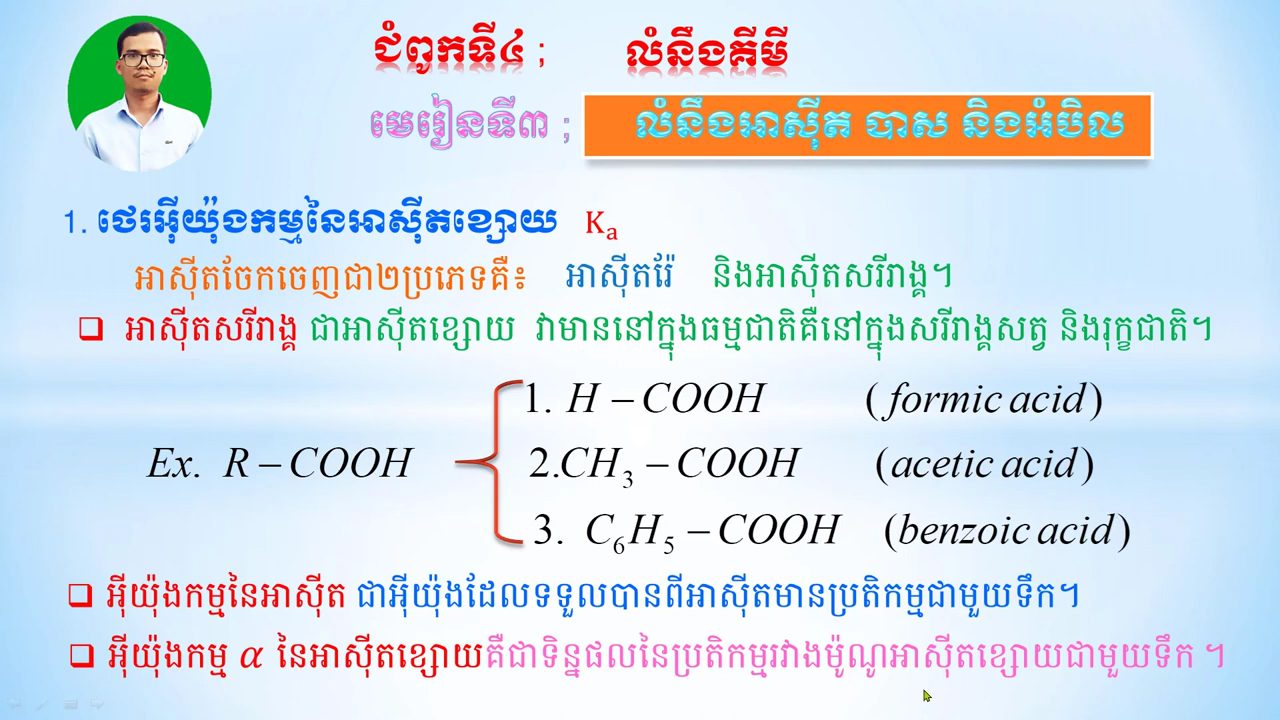 ជំពូកទី៤ ; លំនឹងគីមី
មេរៀនទី៣ ; លំនឹងអាស៊ីត បាស និងអំបិល
1. ថេរអ៊ីយ៉ុងកម្មនៃអាស៊ីតខ្សោយ Kₐ
អាស៊ីតចែកចេញជា២ប្រភេទគឺ៖ អាស៊ីតរ៉ែ និងអាស៊ីតសរីរាង្គ។
❑ អាស៊ីតសរីរាង្គ ជាអាស៊ីតខ្សោយ វាមាននៅក្នុងធម្មជាតិគឺនៅក្នុងសរីរាង្គសត្វ និងរុក្ខជាតិ។
1. H – COOH (formic acid)
Ex. R – COOH 2.CH₃ – COOH (acetic acid)
3. C₆H₅ – COOH (benzoic acid)
❑ អ៊ីយ៉ុងកម្មនៃអាស៊ីត ជាអ៊ីយ៉ុងដែលទទួលបានពីអាស៊ីតមានប្រតិកម្មជាមួយទឹក។
❑ អ៊ីយ៉ុងកម្ម α នៃអាស៊ីតខ្សោយគឺជាទិន្នផលនៃប្រតិកម្មរវាងម៉ូណូអាស៊ីតខ្សោយជាមួយទឹក ។